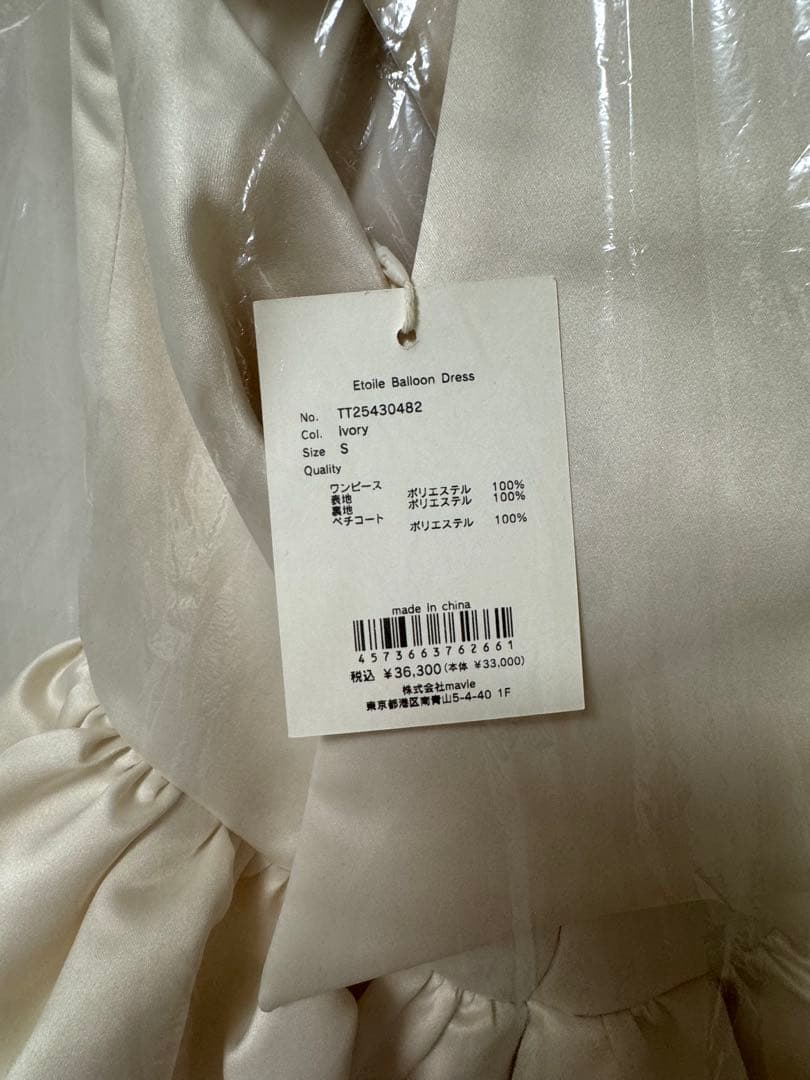 Etoile Balloon Dress
No. TT25430482
Col. Ivory
Size S
Quality
ワンピース
表地 ポリエステル 100%
裏地 ポリエステル 100%
ペチコート ポリエステル 100%
made in china
4573663762661
税込 ¥36,300(本体 ¥33,000)
株式会社mavie
東京都港区南青山5-4-40 1F